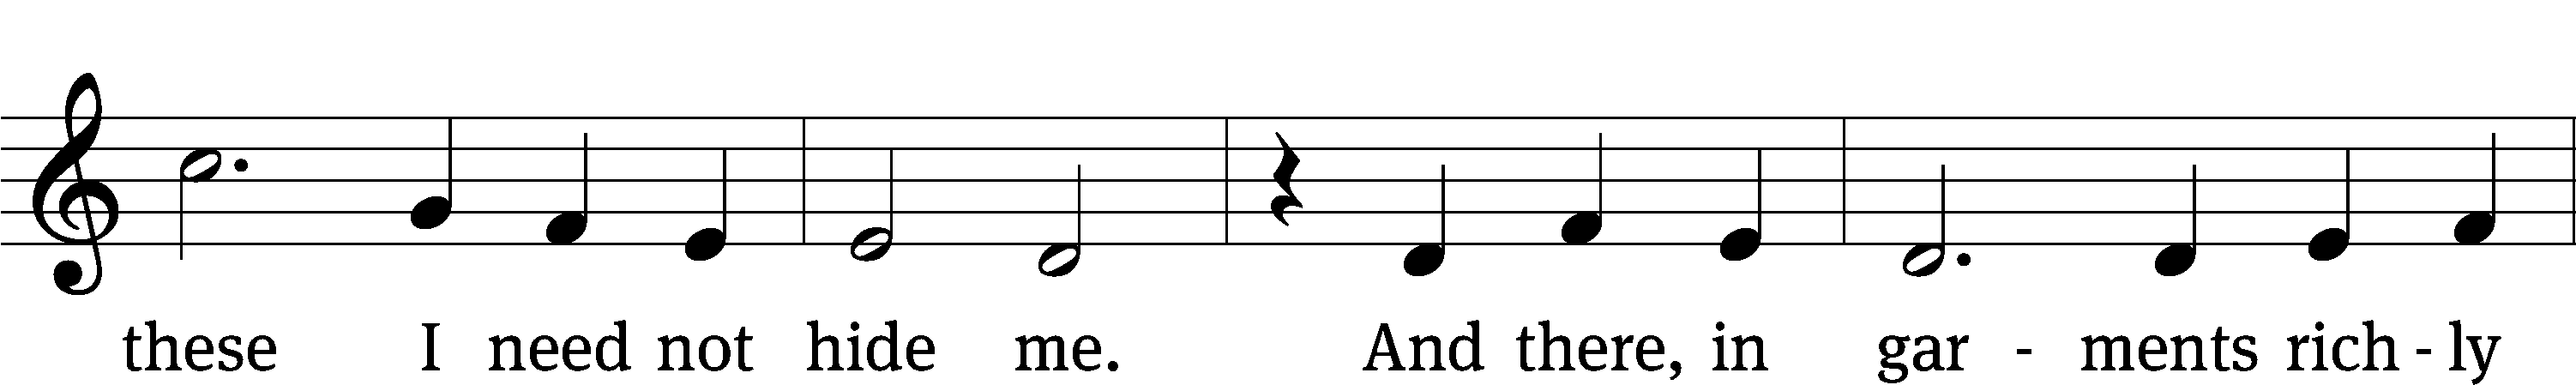 these I need not hide me. And there, in gar - ments rich - ly